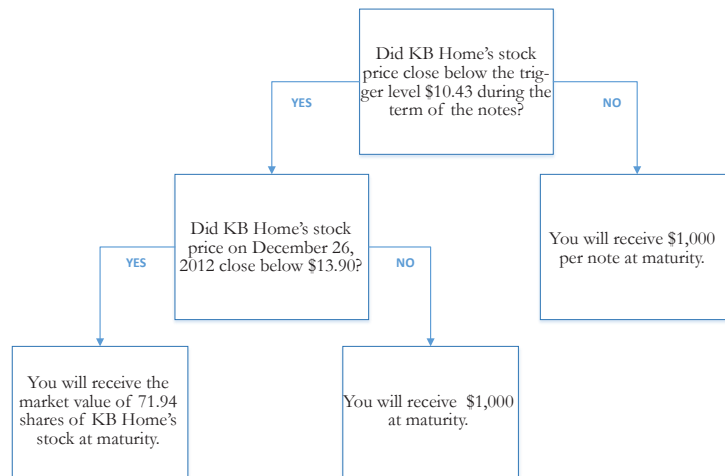 Did KB Home's stock
price close below the trig-
ger level $10.43 during the
term of the notes?
YES
NO
Did KB Home's stock
price on December 26,
2012 close below $13.90?
You will receive $1,000
per note at maturity.
YES
NO
You will receive the
market value of 71.94
shares of KB Home's
stock at maturity.
You will receive  $1,000
at maturity.